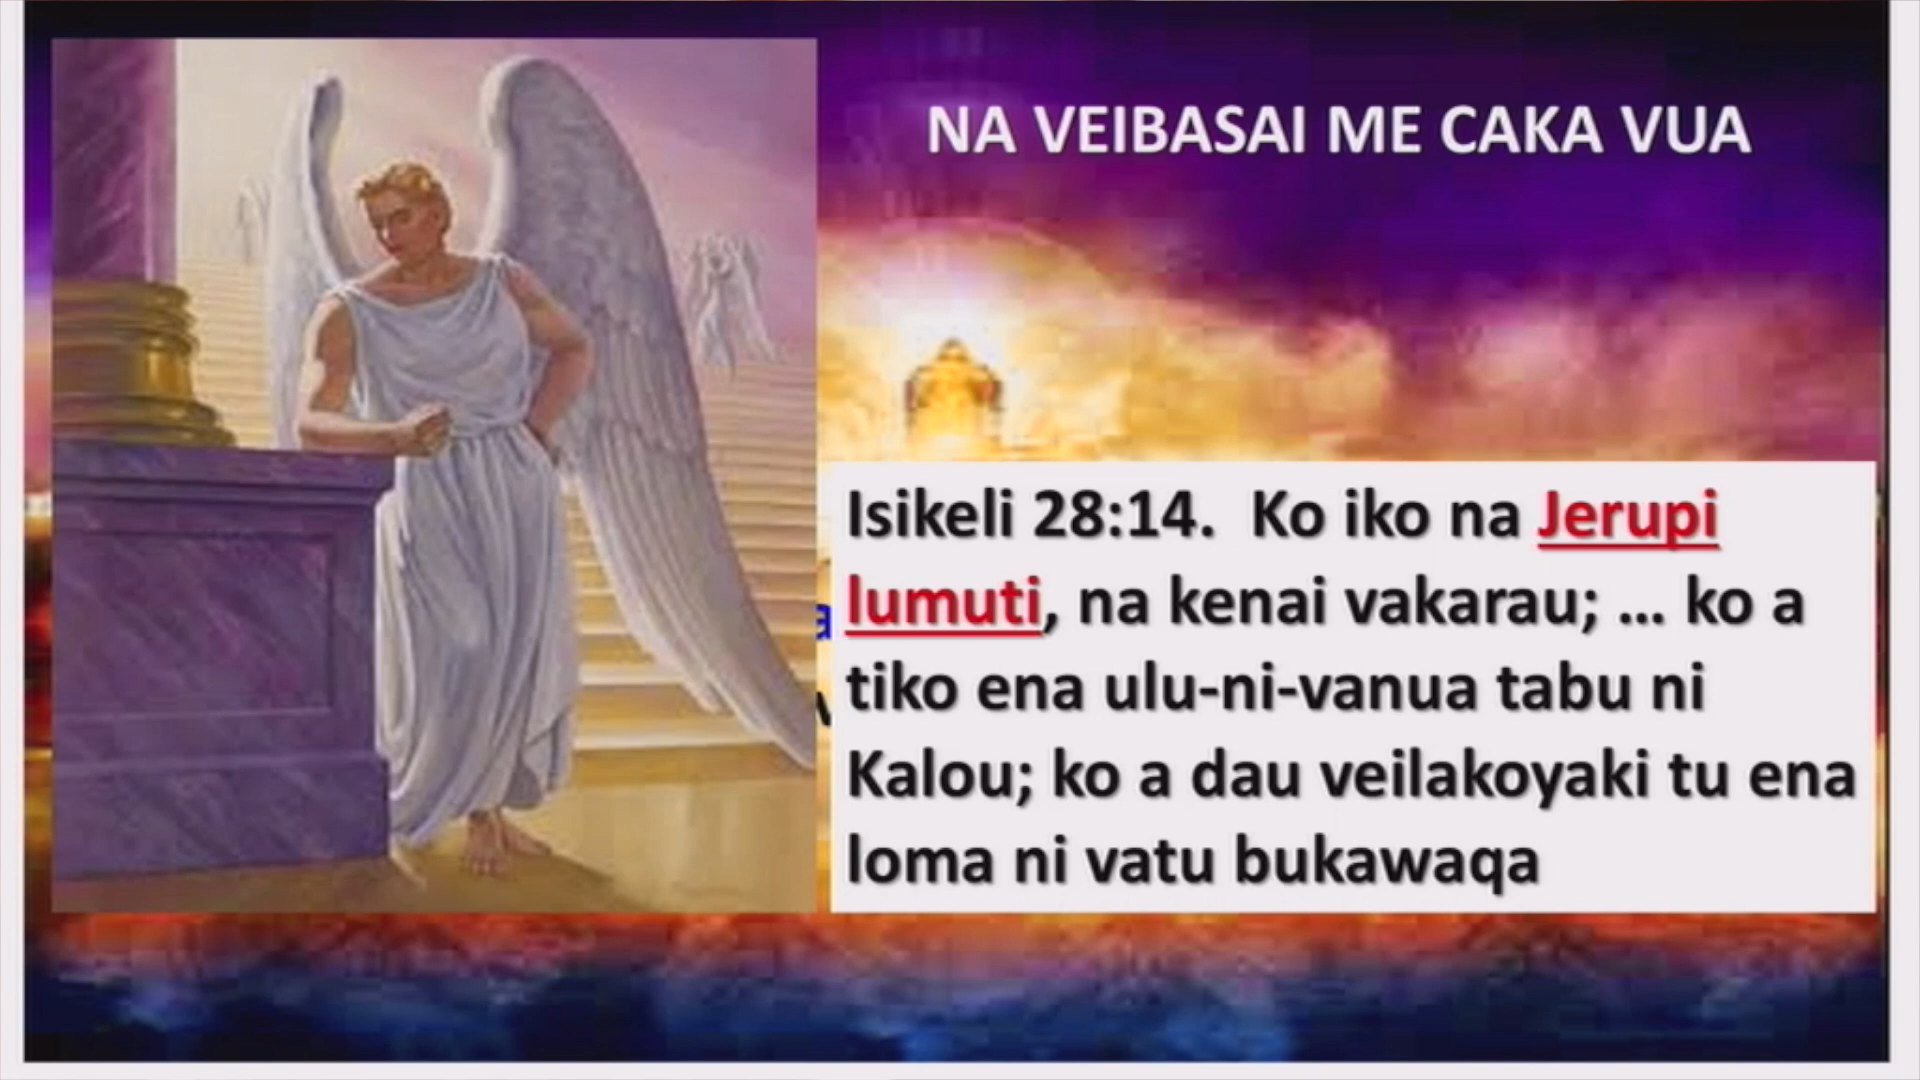 NA VEIBASAI ME CAKA VUA
Isikeli 28:14.  Ko iko na Jerupi
lumuti, na kenai vakarau; ... ko a
tiko ena ulu-ni-vanua tabu ni
Kalou; ko a dau veilakoyaki tu ena
loma ni vatu bukawaqa